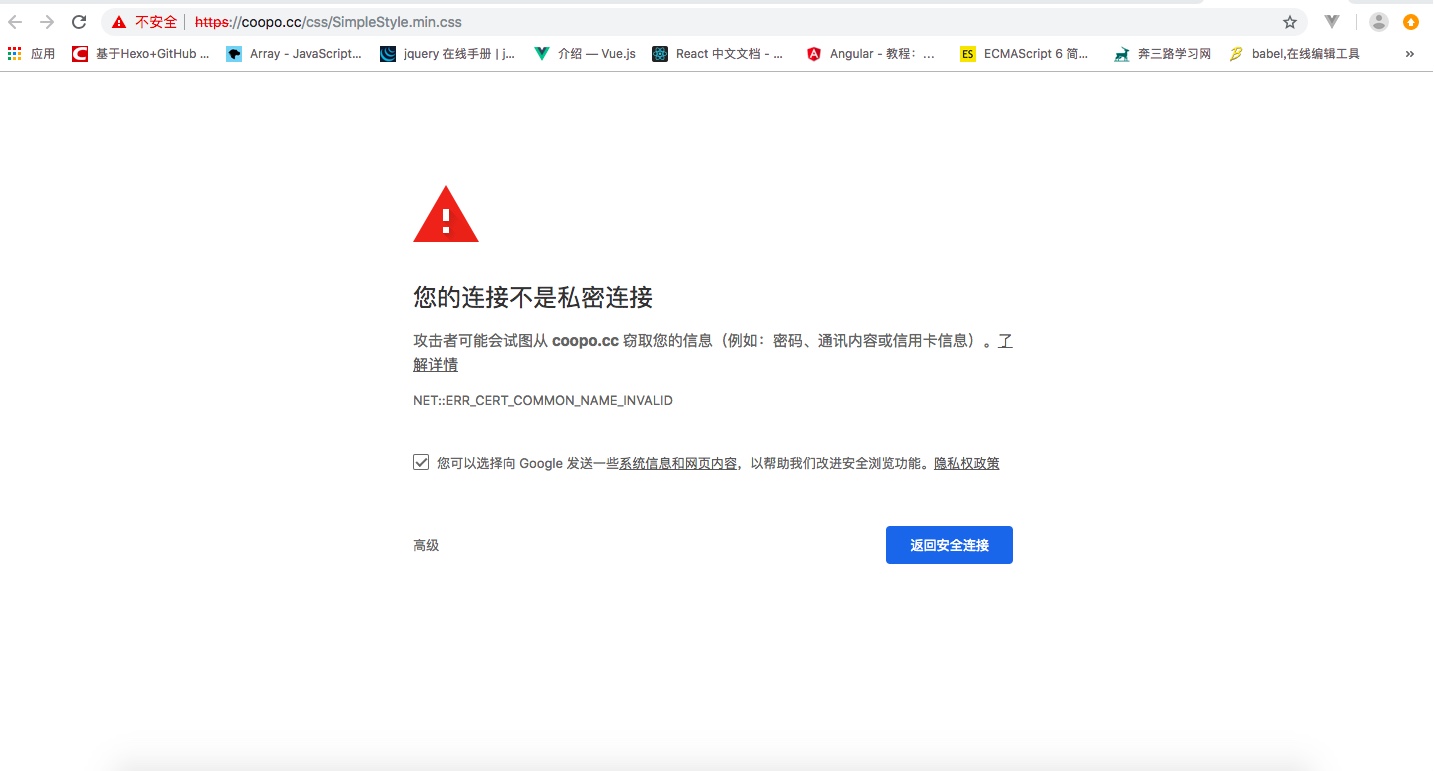 不安全 https://coopo.cc/css/SimpleStyle.min.css
应用 基于Hexo+GitHub ... Array - JavaScript... jquery 在线手册 | j... 介绍 — Vue.js React 中文文档 - ... Angular - 教程：... ES ECMAScript 6 简... 奔三路学习网 babel,在线编辑工具 »
您的连接不是私密连接
攻击者可能会试图从 coopo.cc 窃取您的信息（例如：密码、通讯内容或信用卡信息）。了
解详情
NET::ERR_CERT_COMMON_NAME_INVALID
您可以选择向 Google 发送一些系统信息和网页内容，以帮助我们改进安全浏览功能。隐私权政策
高级 返回安全连接